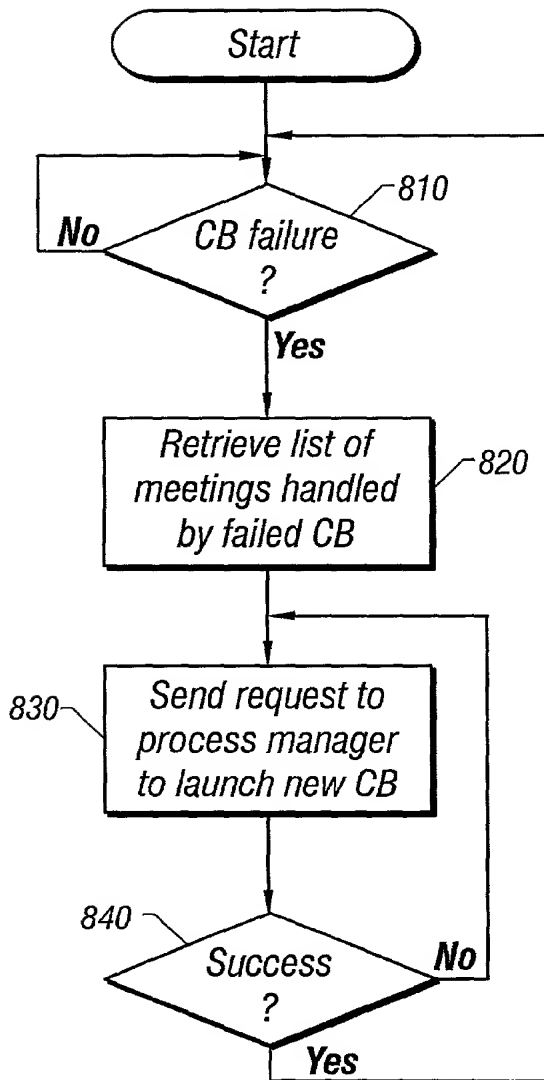 Start
810
CB failure
?
No
Yes
Retrieve list of
meetings handled
by failed CB
820
830
Send request to
process manager
to launch new CB
840
Success
?
No
Yes